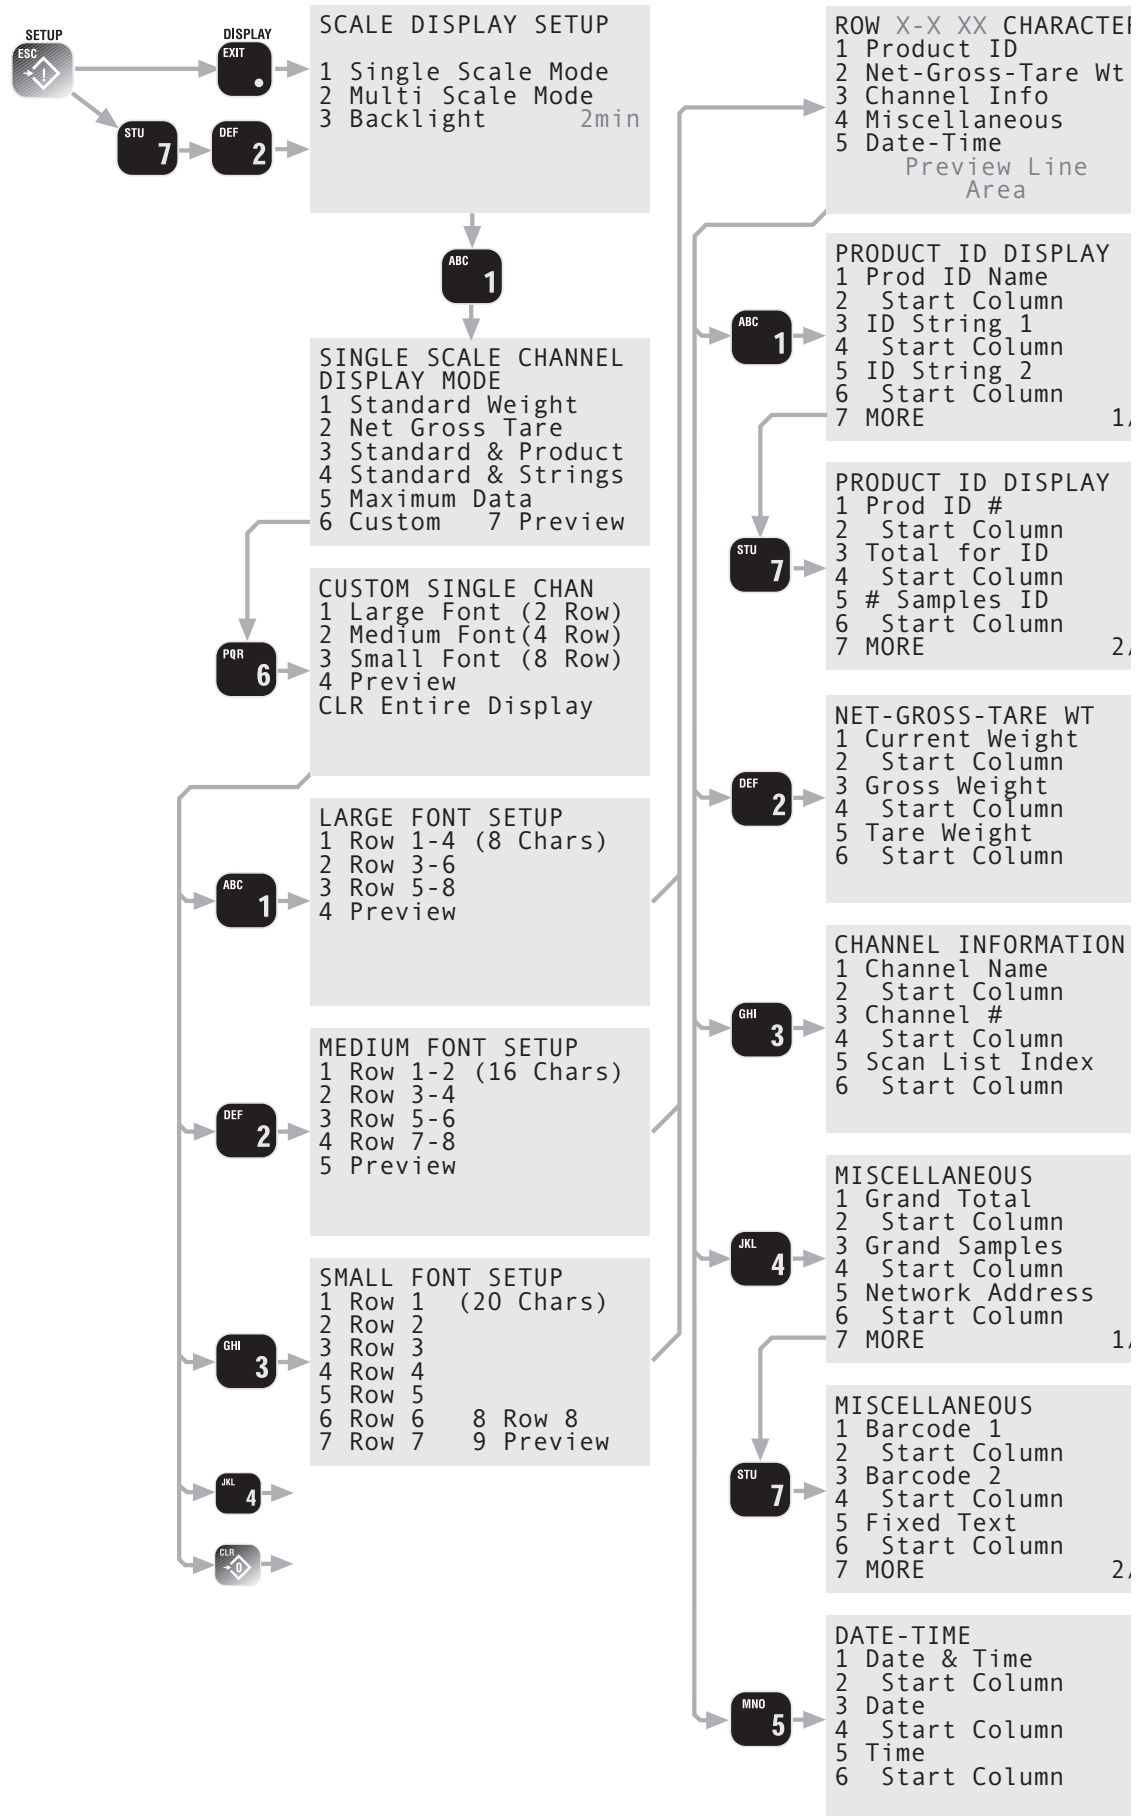 SETUP
ESC
DISPLAY
EXIT
STU
7
DEF
2
SCALE DISPLAY SETUP
1 Single Scale Mode
2 Multi Scale Mode
3 Backlight 2min
ABC
1
SINGLE SCALE CHANNEL
DISPLAY MODE
1 Standard Weight
2 Net Gross Tare
3 Standard & Product
4 Standard & Strings
5 Maximum Data
6 Custom 7 Preview
PQR
6
CUSTOM SINGLE CHAN
1 Large Font (2 Row)
2 Medium Font(4 Row)
3 Small Font (8 Row)
4 Preview
CLR Entire Display
ABC
1
LARGE FONT SETUP
1 Row 1-4 (8 Chars)
2 Row 3-6
3 Row 5-8
4 Preview
DEF
2
MEDIUM FONT SETUP
1 Row 1-2 (16 Chars)
2 Row 3-4
3 Row 5-6
4 Row 7-8
5 Preview
GHI
3
SMALL FONT SETUP
1 Row 1 (20 Chars)
2 Row 2
3 Row 3
4 Row 4
5 Row 5
6 Row 6 8 Row 8
7 Row 7 9 Preview
JKL
4
CLR
0
ROW X-X XX CHARACTER
1 Product ID
2 Net-Gross-Tare Wt
3 Channel Info
4 Miscellaneous
5 Date-Time
Preview Line
Area
ABC
1
PRODUCT ID DISPLAY
1 Prod ID Name
2 Start Column
3 ID String 1
4 Start Column
5 ID String 2
6 Start Column
7 MORE 1/
STU
7
PRODUCT ID DISPLAY
1 Prod ID #
2 Start Column
3 Total for ID
4 Start Column
5 # Samples ID
6 Start Column
7 MORE 2/
DEF
2
NET-GROSS-TARE WT
1 Current Weight
2 Start Column
3 Gross Weight
4 Start Column
5 Tare Weight
6 Start Column
GHI
3
CHANNEL INFORMATION
1 Channel Name
2 Start Column
3 Channel #
4 Start Column
5 Scan List Index
6 Start Column
JKL
4
MISCELLANEOUS
1 Grand Total
2 Start Column
3 Grand Samples
4 Start Column
5 Network Address
6 Start Column
7 MORE 1/
STU
7
MISCELLANEOUS
1 Barcode 1
2 Start Column
3 Barcode 2
4 Start Column
5 Fixed Text
6 Start Column
7 MORE 2/
MNO
5
DATE-TIME
1 Date & Time
2 Start Column
3 Date
4 Start Column
5 Time
6 Start Column